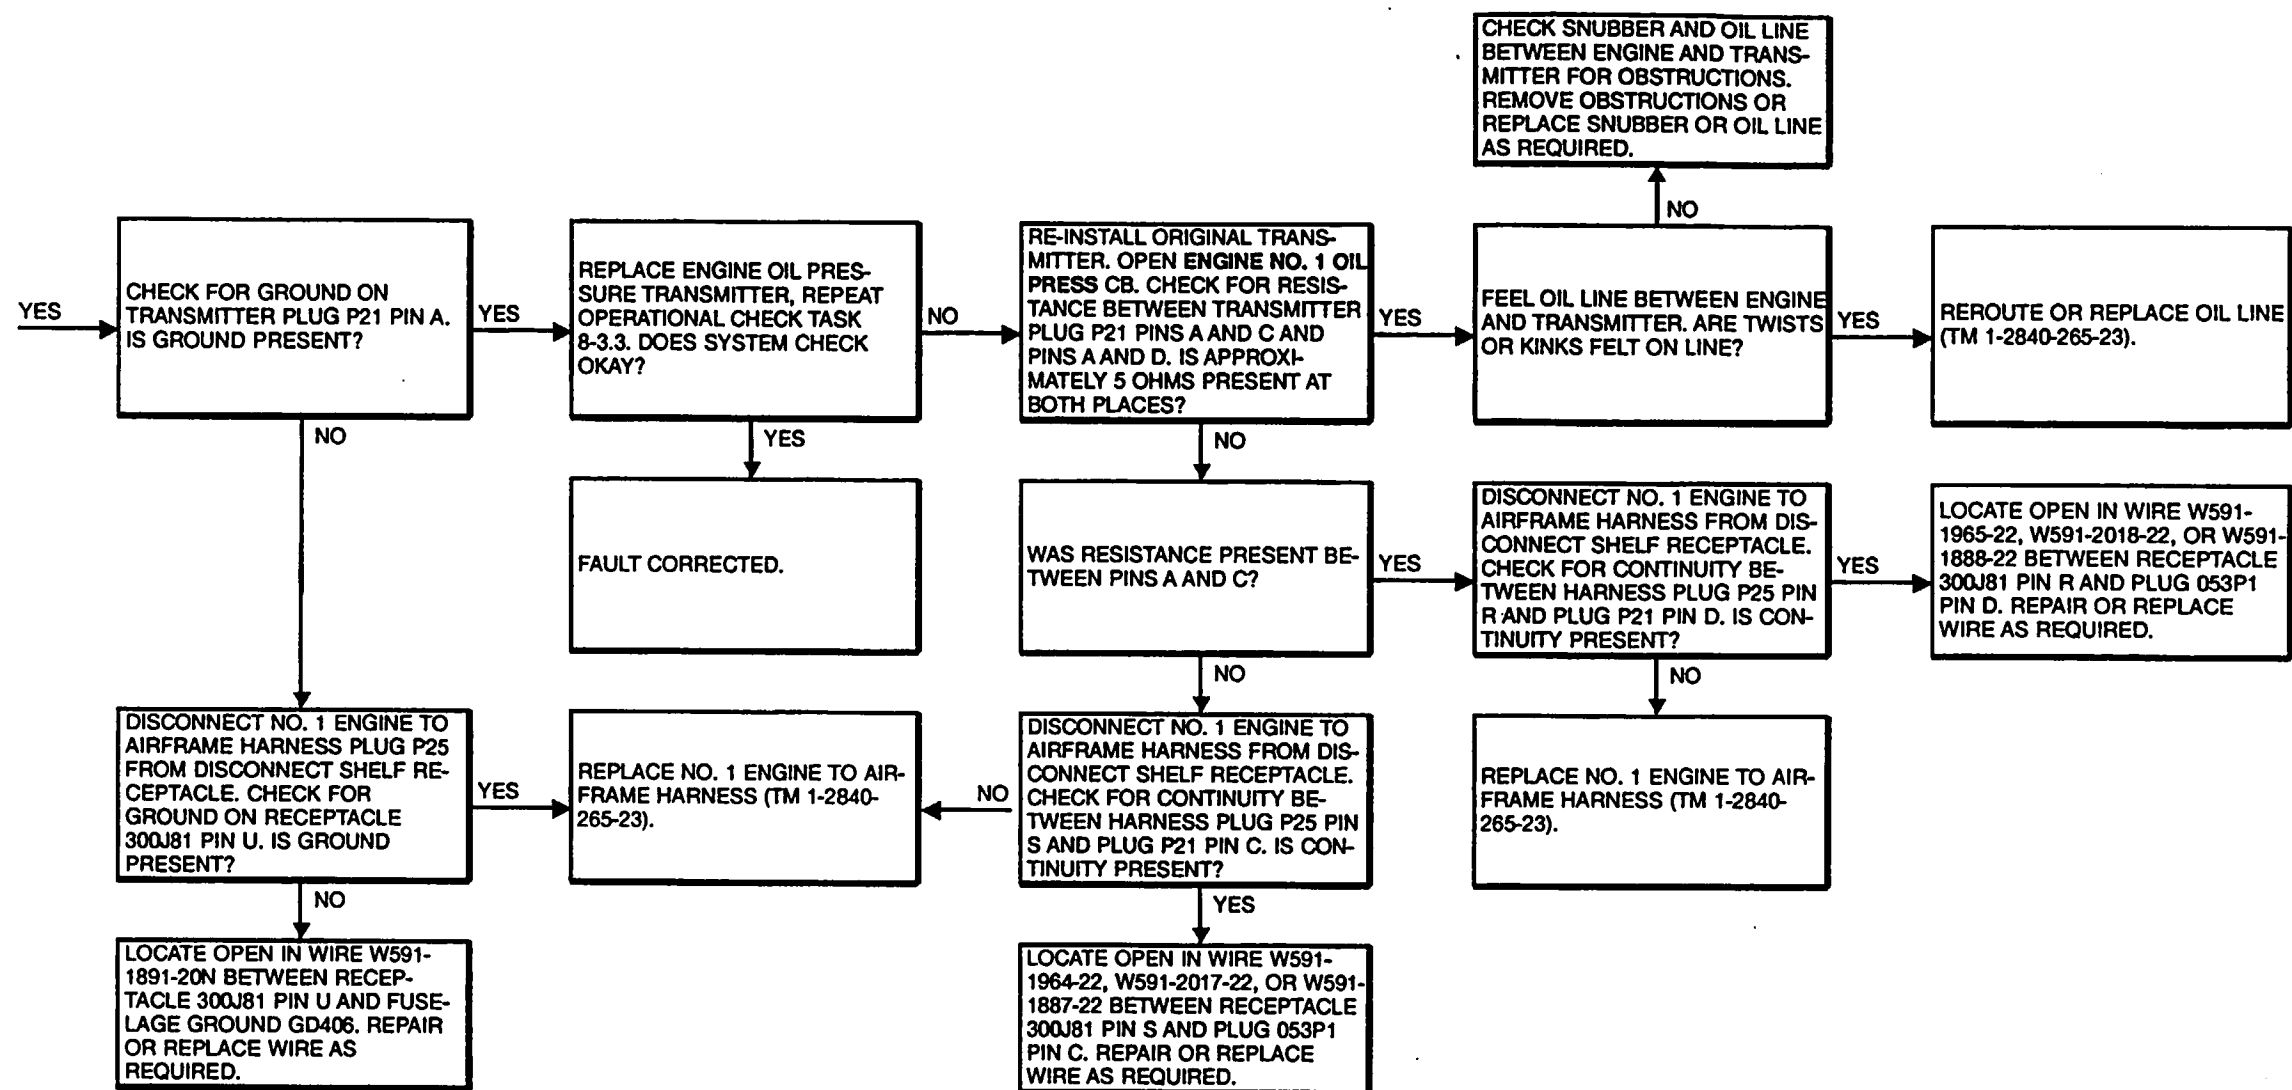 CHECK SNUBBER AND OIL LINE
BETWEEN ENGINE AND TRANS-
MITTER FOR OBSTRUCTIONS.
REMOVE OBSTRUCTIONS OR
REPLACE SNUBBER OR OIL LINE
AS REQUIRED.
NO
YES
CHECK FOR GROUND ON
TRANSMITTER PLUG P21 PIN A.
IS GROUND PRESENT?
YES
REPLACE ENGINE OIL PRES-
SURE TRANSMITTER, REPEAT
OPERATIONAL CHECK TASK
8-3.3. DOES SYSTEM CHECK
OKAY?
NO
RE-INSTALL ORIGINAL TRANS-
MITTER. OPEN ENGINE NO. 1 OIL
PRESS CB. CHECK FOR RESIS-
TANCE BETWEEN TRANSMITTER
PLUG P21 PINS A AND C AND
PINS A AND D. IS APPROXI-
MATELY 5 OHMS PRESENT AT
BOTH PLACES?
YES
FEEL OIL LINE BETWEEN ENGINE
AND TRANSMITTER. ARE TWISTS
OR KINKS FELT ON LINE?
YES
REROUTE OR REPLACE OIL LINE
(TM 1-2840-265-23).
NO
YES
NO
FAULT CORRECTED.
WAS RESISTANCE PRESENT BE-
TWEEN PINS A AND C?
YES
DISCONNECT NO. 1 ENGINE TO
AIRFRAME HARNESS FROM DIS-
CONNECT SHELF RECEPTACLE.
CHECK FOR CONTINUITY BE-
TWEEN HARNESS PLUG P25 PIN
R AND PLUG P21 PIN D. IS CON-
TINUITY PRESENT?
YES
LOCATE OPEN IN WIRE W591-
1965-22, W591-2018-22, OR W591-
1888-22 BETWEEN RECEPTACLE
300J81 PIN R AND PLUG 053P1
PIN D. REPAIR OR REPLACE
WIRE AS REQUIRED.
NO
NO
DISCONNECT NO. 1 ENGINE TO
AIRFRAME HARNESS PLUG P25
FROM DISCONNECT SHELF RE-
CEPTACLE. CHECK FOR
GROUND ON RECEPTACLE
300J81 PIN U. IS GROUND
PRESENT?
YES
REPLACE NO. 1 ENGINE TO AIR-
FRAME HARNESS (TM 1-2840-
265-23).
NO
DISCONNECT NO. 1 ENGINE TO
AIRFRAME HARNESS FROM DIS-
CONNECT SHELF RECEPTACLE.
CHECK FOR CONTINUITY BE-
TWEEN HARNESS PLUG P25 PIN
S AND PLUG P21 PIN C. IS CON-
TINUITY PRESENT?
REPLACE NO. 1 ENGINE TO AIR-
FRAME HARNESS (TM 1-2840-
265-23).
NO
YES
LOCATE OPEN IN WIRE W591-
1891-20N BETWEEN RECEP-
TACLE 300J81 PIN U AND FUSE-
LAGE GROUND GD406. REPAIR
OR REPLACE WIRE AS
REQUIRED.
LOCATE OPEN IN WIRE W591-
1964-22, W591-2017-22, OR W591-
1887-22 BETWEEN RECEPTACLE
300J81 PIN S AND PLUG 053P1
PIN C. REPAIR OR REPLACE
WIRE AS REQUIRED.